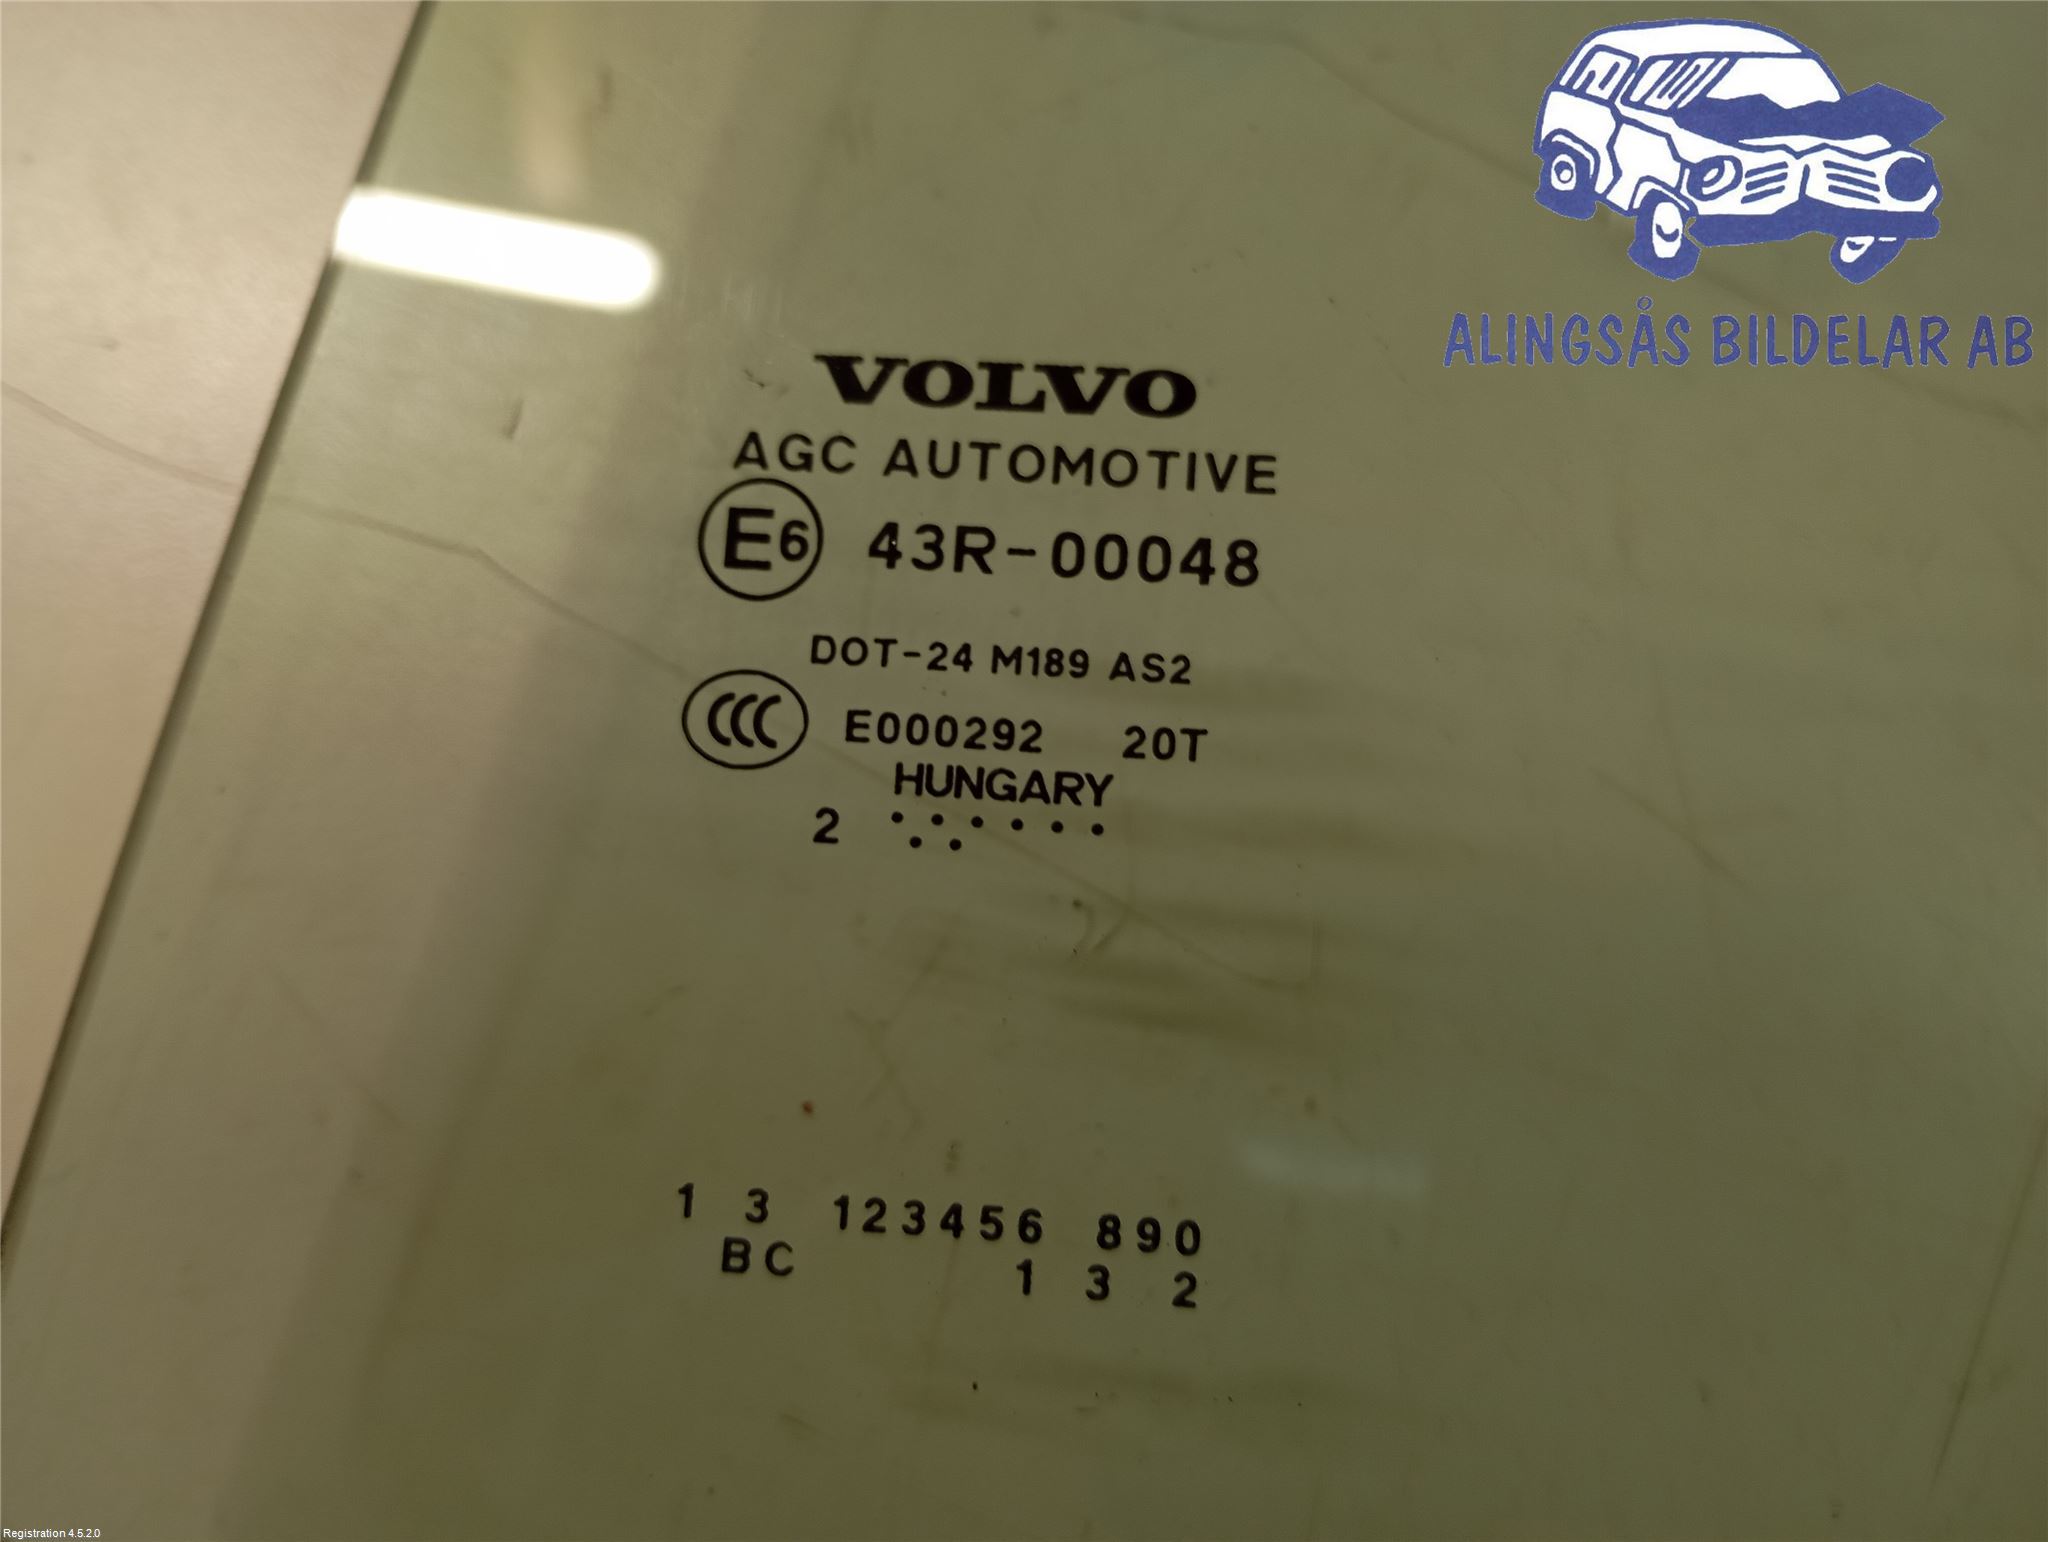 ALINGSÅS BILDELAR AB
VOLVO
AGC AUTOMOTIVE
E6 43R-00048
DOT-24 M189 AS2
CCC E000292 20T
HUNGARY
2
1 3 123456 890
BC 1 3 2
Registration 4.5.2.0